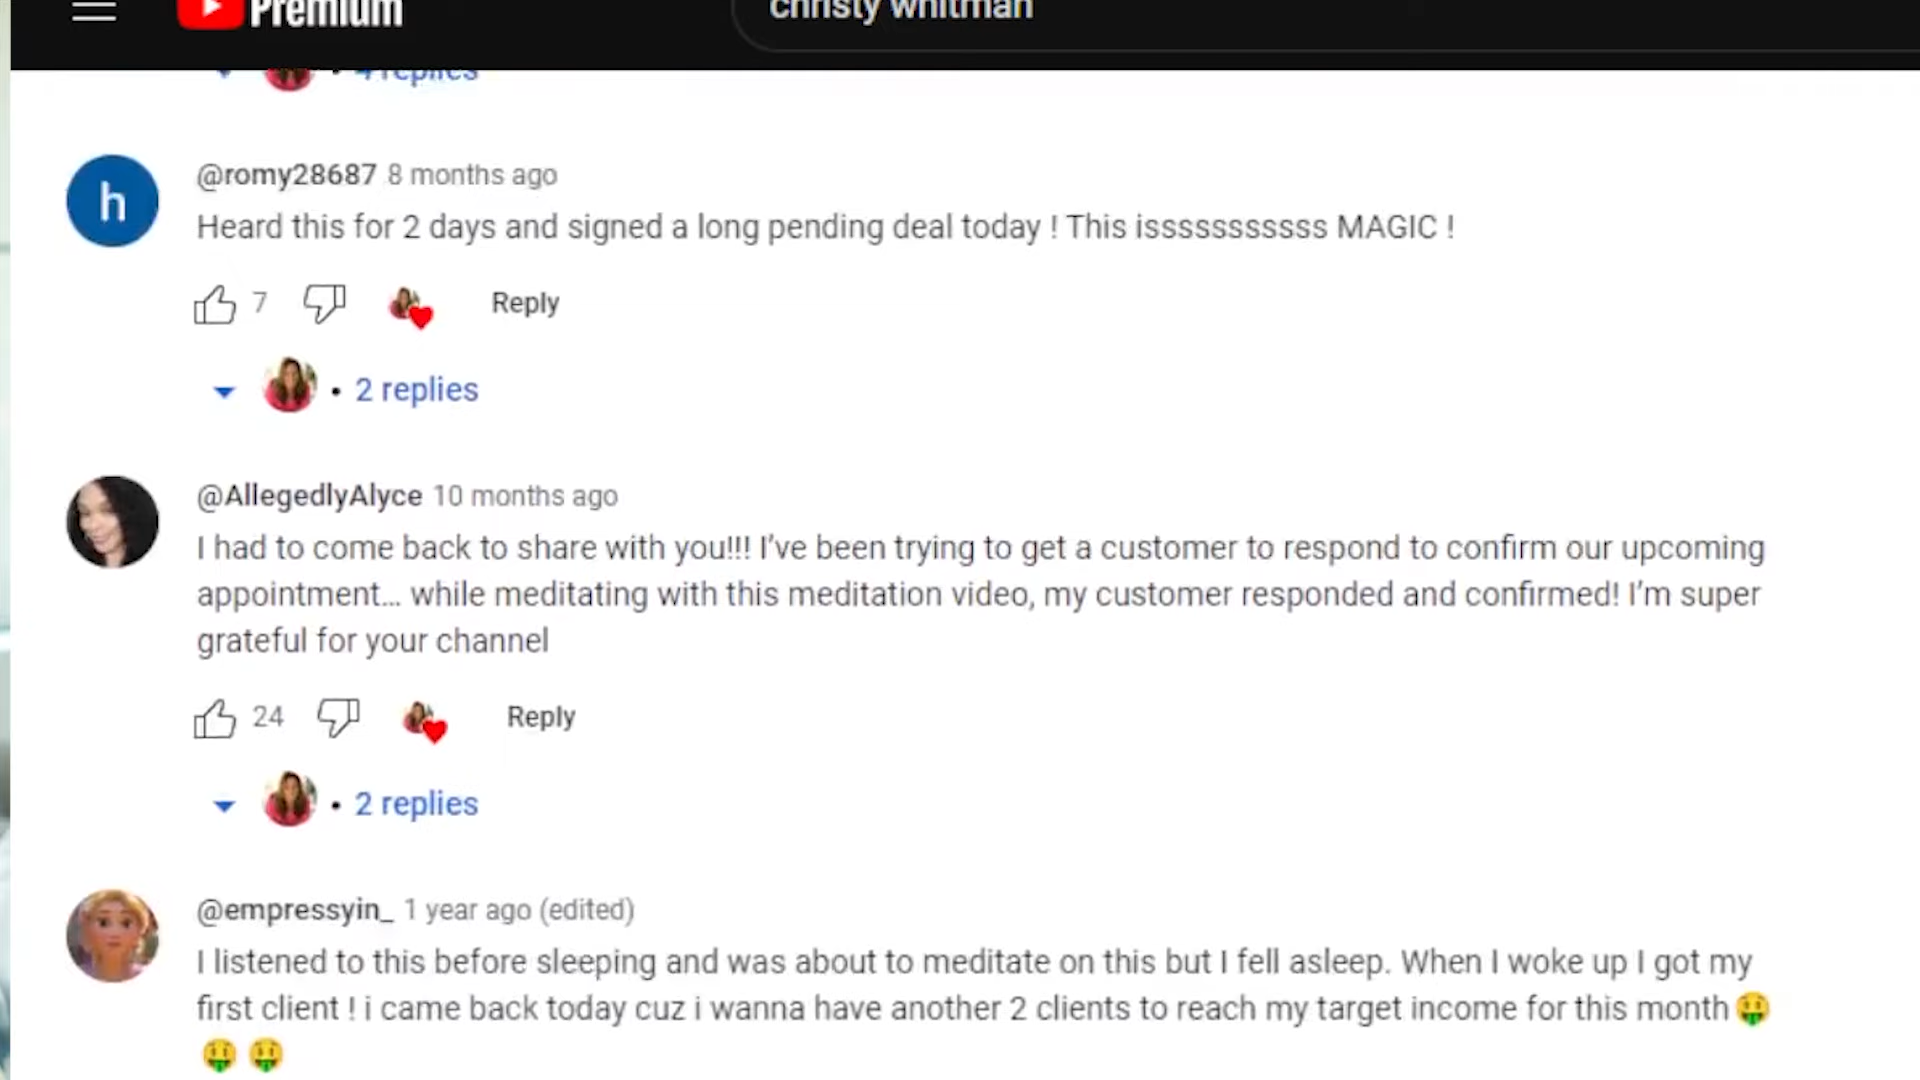 Premium
christy whitman
4 replies
h
@romy28687 8 months ago
Heard this for 2 days and signed a long pending deal today ! This isssssssssss MAGIC !
7 Reply
2 replies
@AllegedlyAlyce 10 months ago
I had to come back to share with you!!! I’ve been trying to get a customer to respond to confirm our upcoming
appointment... while meditating with this meditation video, my customer responded and confirmed! I’m super
grateful for your channel
24 Reply
2 replies
@empressyin_ 1 year ago (edited)
I listened to this before sleeping and was about to meditate on this but I fell asleep. When I woke up I got my
first client ! i came back today cuz i wanna have another 2 clients to reach my target income for this month🤑
🤑 🤑